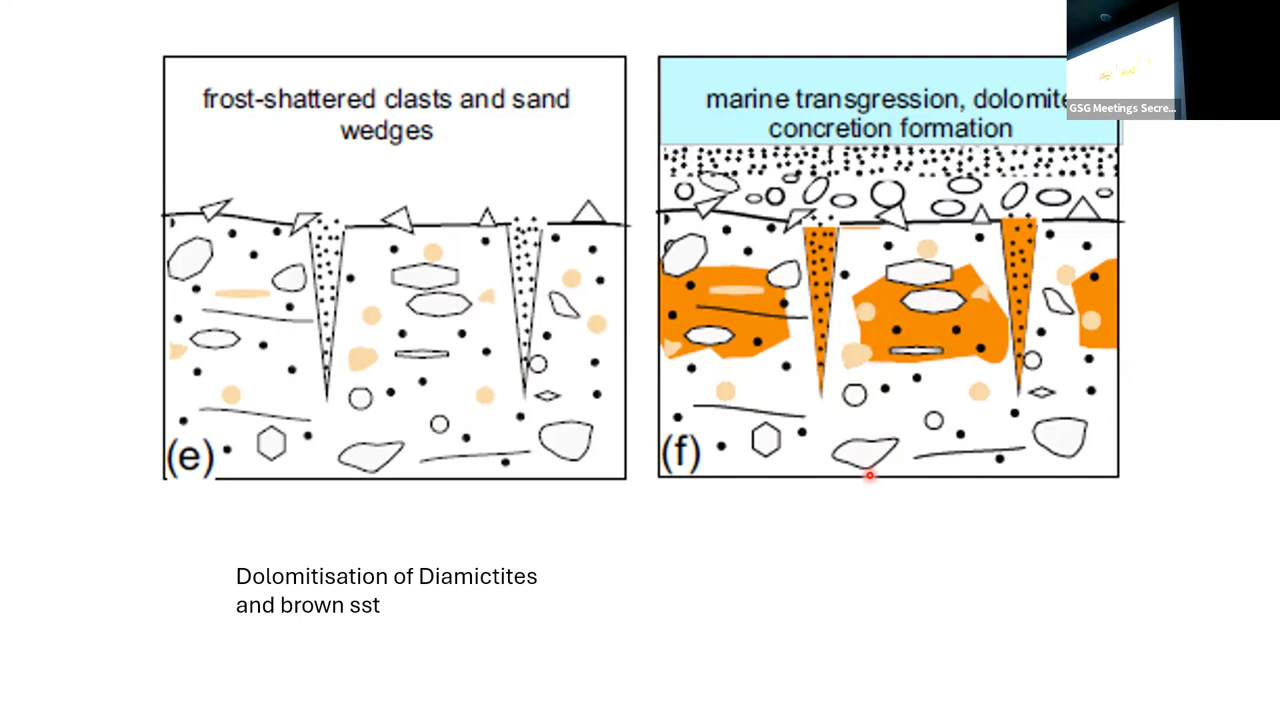 frost-shattered clasts and sand
wedges
(e)
marine transgression, dolomite
concretion formation
(f)
GSG Meetings Secre...
Dolomitisation of Diamictites
and brown sst